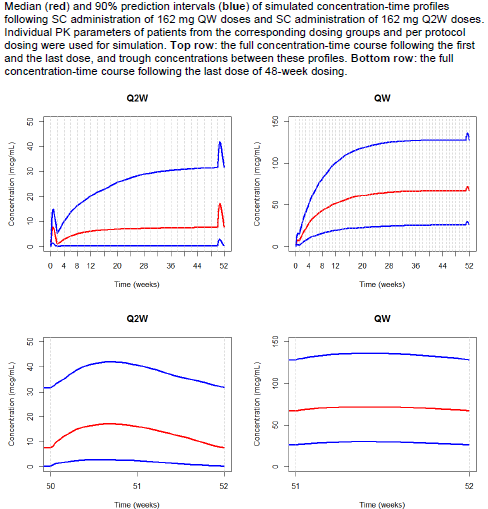 Median (red) and 90% prediction intervals (blue) of simulated concentration-time profiles
following SC administration of 162 mg QW doses and SC administration of 162 mg Q2W doses.
Individual PK parameters of patients from the corresponding dosing groups and per protocol
dosing were used for simulation. Top row: the full concentration-time course following the first
and the last dose, and trough concentrations between these profiles. Bottom row: the full
concentration-time course following the last dose of 48-week dosing.
Q2W
Concentration (mcg/mL)
50
40
30
20
10
0
0 4 8 12 20 28 36 44 52
Time (weeks)
QW
Concentration (mcg/mL)
150
100
50
0
0 4 8 12 20 28 36 44 52
Time (weeks)
Q2W
Concentration (mcg/mL)
50
40
30
20
10
0
50 51 52
Time (weeks)
QW
Concentration (mcg/mL)
150
100
50
0
51 52
Time (weeks)